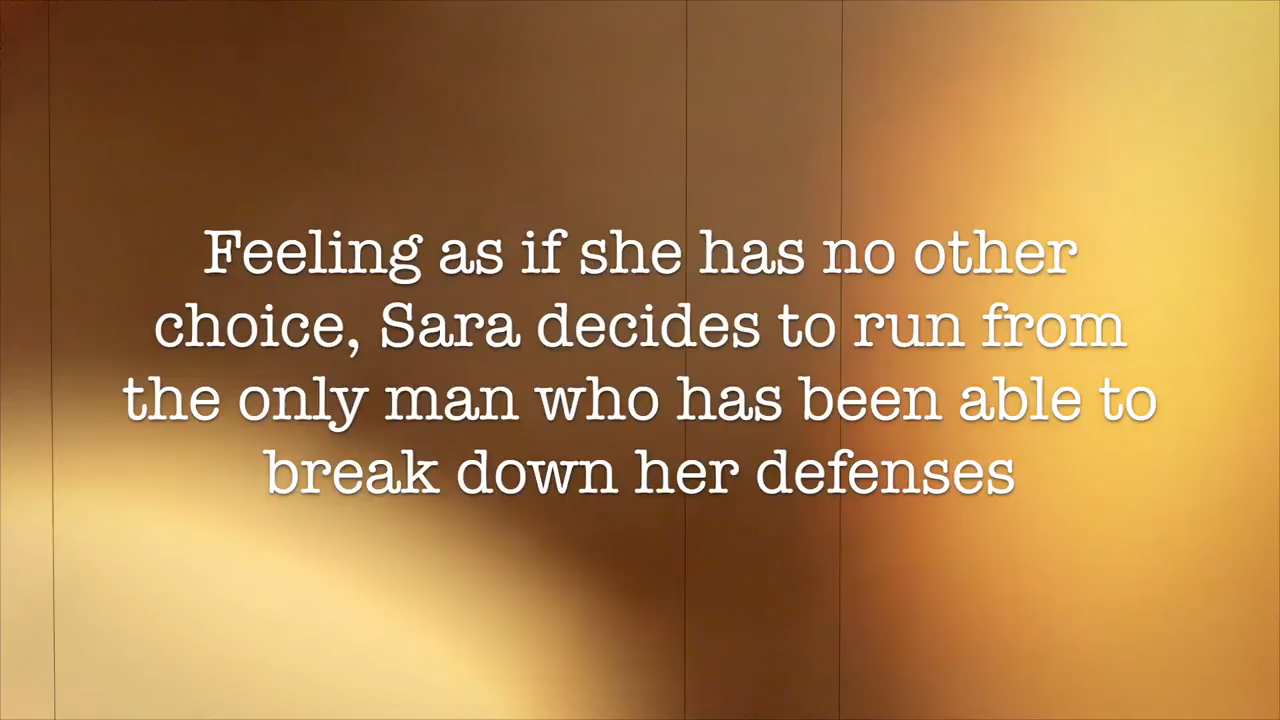 Feeling as if she has no other
choice, Sara decides to run from
the only man who has been able to
break down her defenses